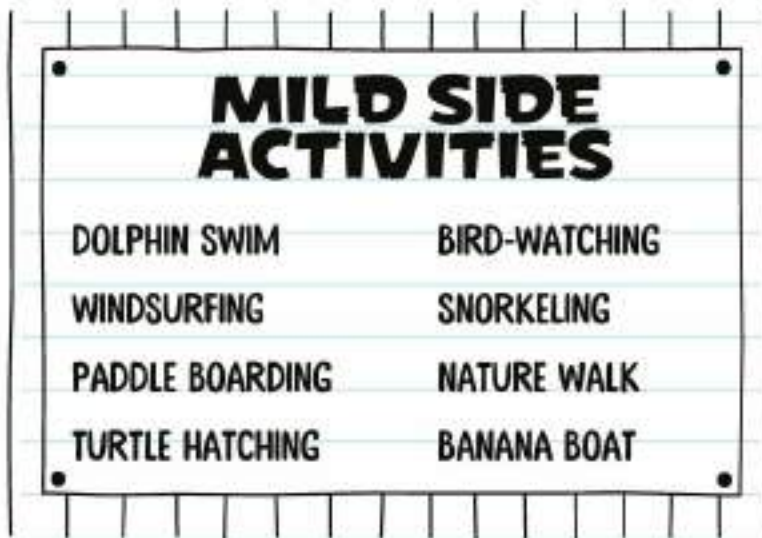 MILD SIDE
ACTIVITIES
DOLPHIN SWIM
WINDSURFING
PADDLE BOARDING
TURTLE HATCHING
BIRD-WATCHING
SNORKELING
NATURE WALK
BANANA BOAT